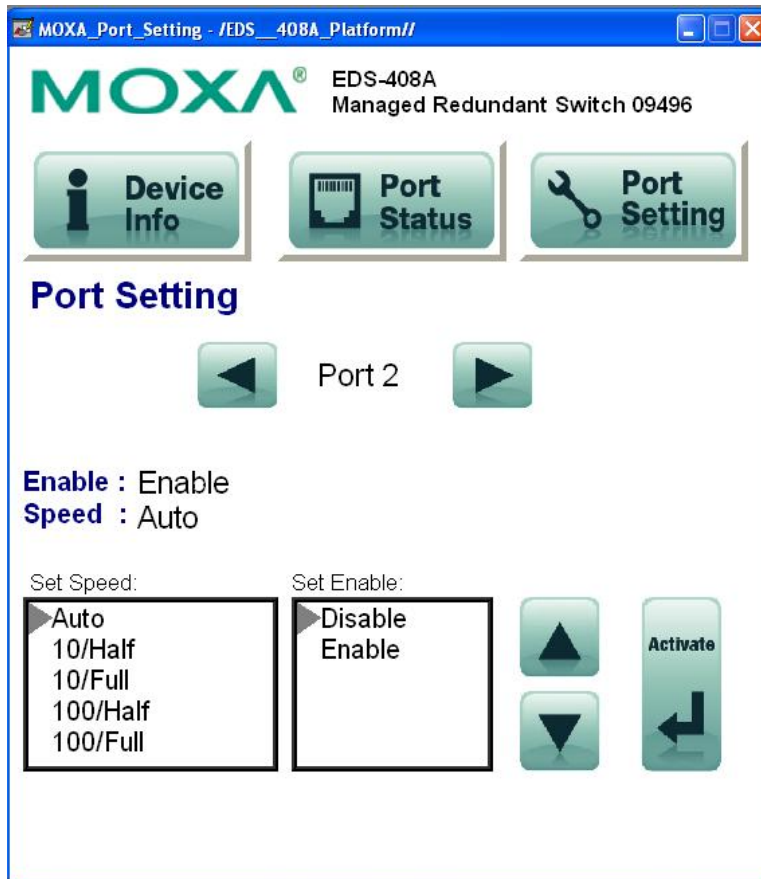 MOXA_Port_Setting - /EDS__408A_Platform//
MOXA®
EDS-408A
Managed Redundant Switch 09496
Device
Info
Port
Status
Port
Setting
Port Setting
Port 2
Enable : Enable
Speed : Auto
Set Speed:
Auto
10/Half
10/Full
100/Half
100/Full
Set Enable:
Disable
Enable
Activate